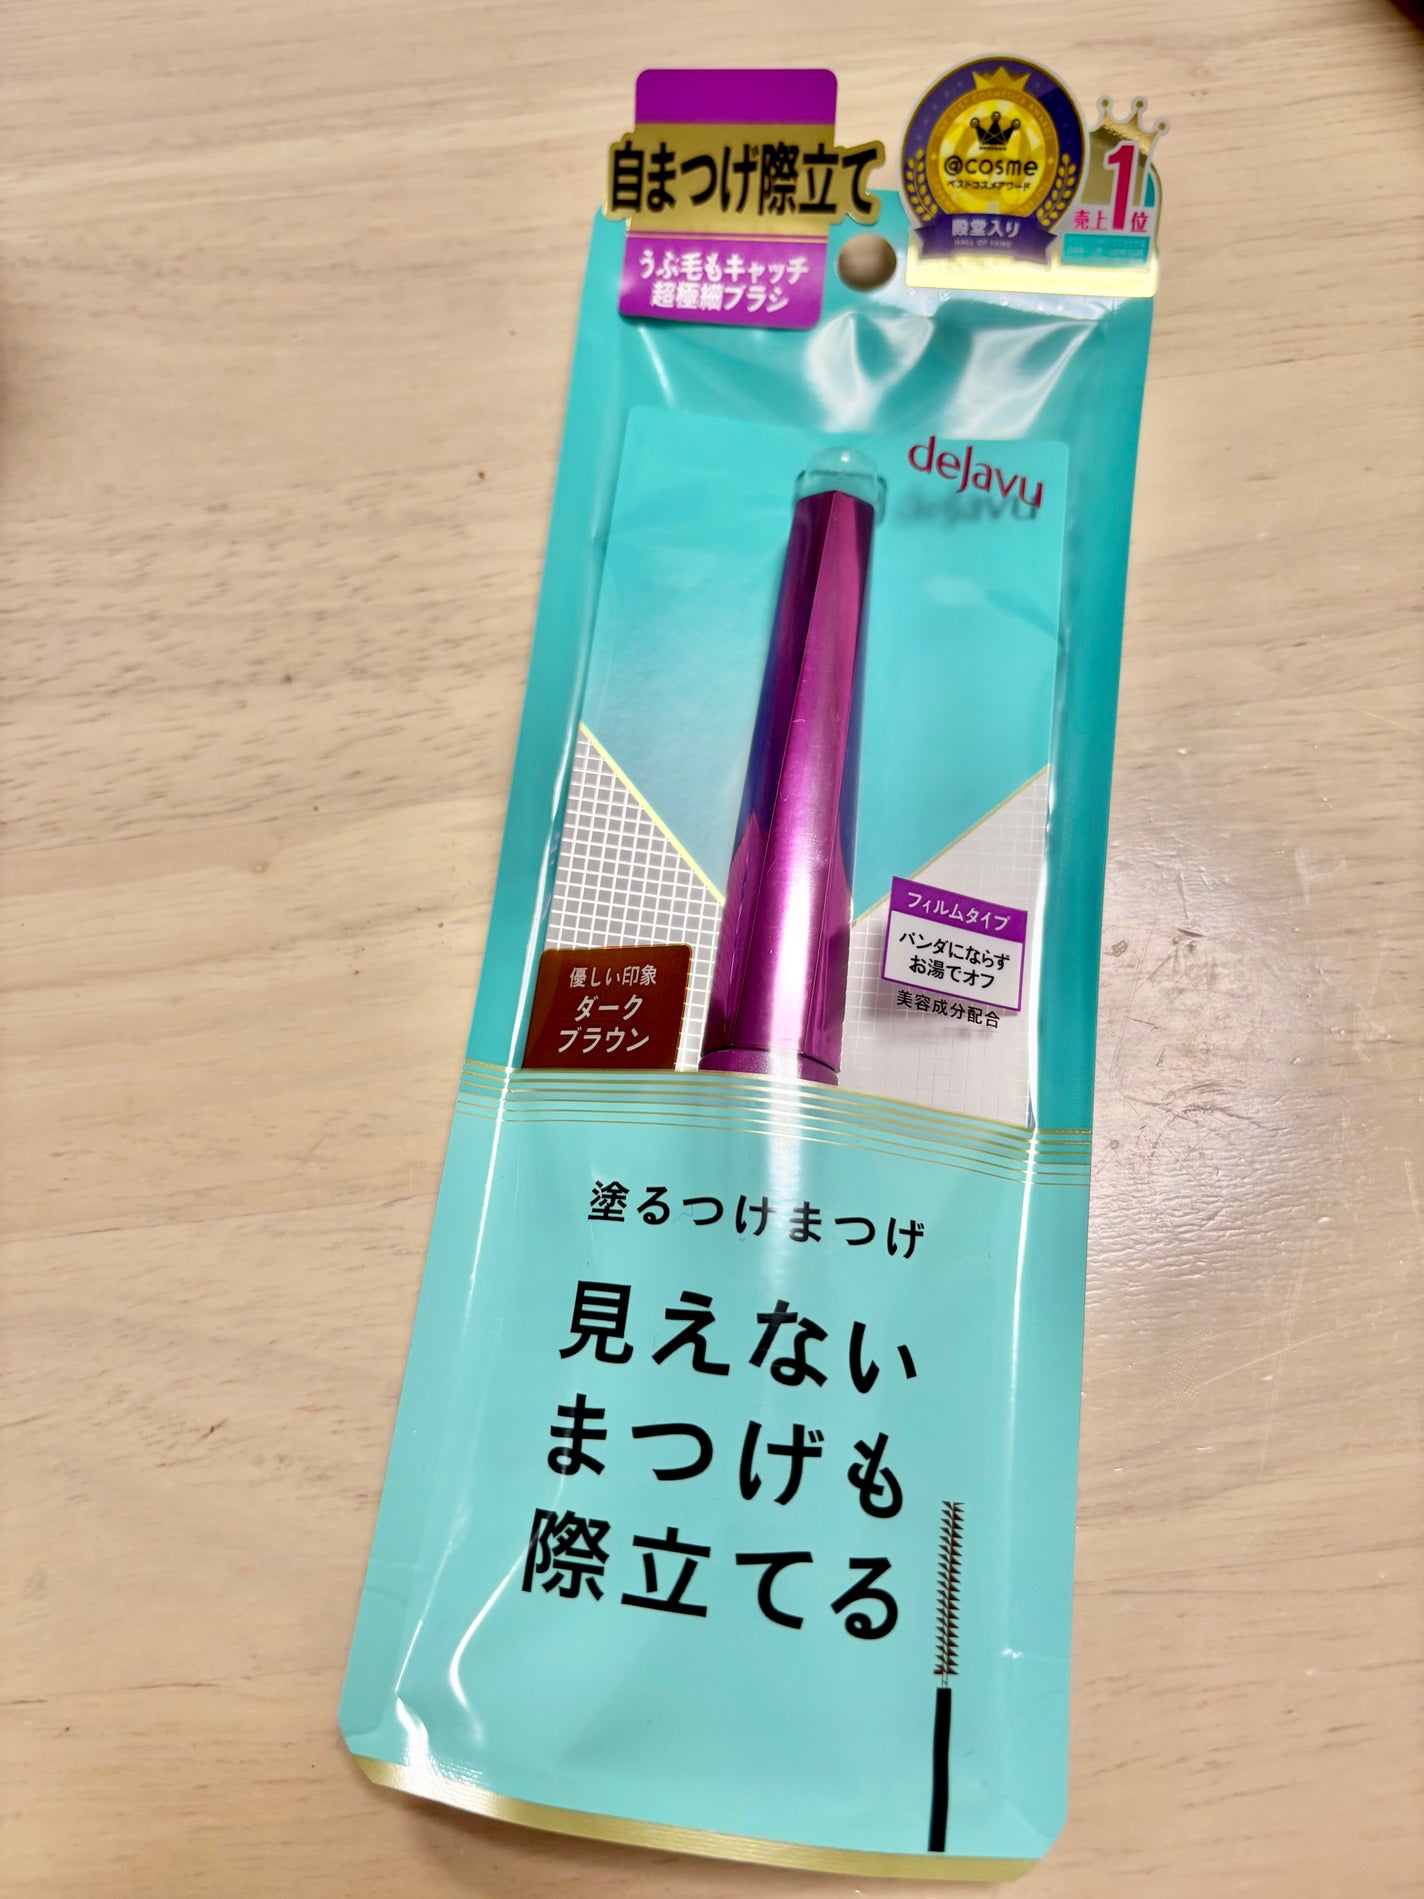 自まつげ際立て
うぶ毛もキャッチ
超極細ブラシ
@cosme
ベストコスメアワード
殿堂入り
HALL OF FAME
売上1位
dejavu
フィルムタイプ
パンダにならず
お湯でオフ
美容成分配合
優しい印象
ダーク
ブラウン
塗るつけまつげ
見えない
まつげも
際立てる